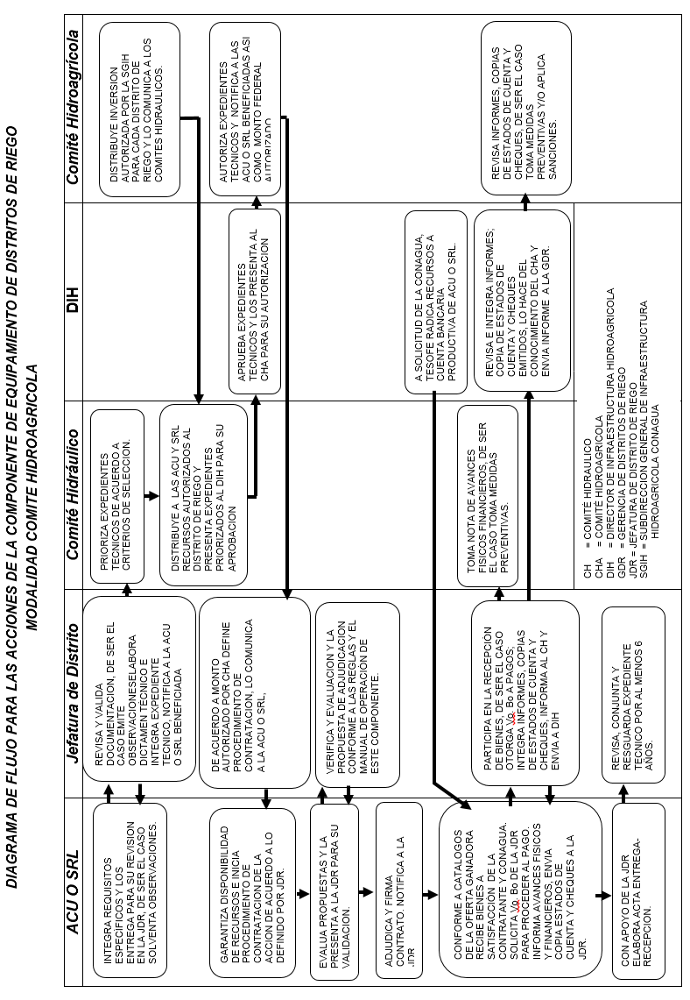 DIAGRAMA DE FLUJO PARA LAS ACCIONES DE LA COMPONENTE DE EQUIPAMIENTO DE DISTRITOS DE RIEGO
MODALIDAD COMITE HIDROAGRICOLA
ACU O SRL
Jefatura de Distrito
Comité Hidráulico
DIH
Comité Hidroagrícola
INTEGRA REQUISITOS
ESPECÍFICOS Y LOS
ENTREGA PARA SU REVISION
EN LA JDR, DE SER EL CASO
SOLVENTA OBSERVACIONES.
REVISA Y VALIDA
DOCUMENTACION, DE SER EL
CASO EMITE
OBSERVACIONESELABORA
DICTAMEN TÉCNICO E
INTEGRA EXPEDIENTE
TECNICO, NOTIFICA A LA ACU
O SRL BENEFICIADA
PRIORIZA EXPEDIENTES
TECNICOS DE ACUERDO A
CRITERIOS DE SELECCION.
DISTRIBUYE INVERSION
AUTORIZADA POR LA SGIH
PARA CADA DISTRITO DE
RIEGO Y LO COMUNICA A LOS
COMITES HIDRAULICOS.
DISTRIBUYE A LAS ACU Y SRL
RECURSOS AUTORIZADOS AL
DISTRITO DE RIEGO Y
PRESENTA EXPEDIENTES
PRIORIZADOS AL DIH PARA SU
APROBACION
APRUEBA EXPEDIENTES
TECNICOS Y LOS PRESENTA AL
CHA PARA SU AUTORIZACION
AUTORIZA EXPEDIENTES
TECNICOS Y NOTIFICA A LAS
ACU O SRL BENEFICIADAS ASI
COMO MONTO FEDERAL
AUTORIZADO
DE ACUERDO A MONTO
AUTORIZADO POR CHA DEFINE
PROCEDIMIENTO DE
CONTRATACION, LO COMUNICA
A LA ACU O SRL,
GARANTIZA DISPONIBILIDAD
DE RECURSOS E INICIA
PROCEDIMIENTO DE
CONTRATACION DE LA
ACCION DE ACUERDO A LO
DEFINIDO POR JDR.
VERIFICA Y EVALUACION Y LA
PROPUESTA DE ADJUDICACION
CONFORME A LAS REGLAS Y EL
MANUAL DE OPERACIÓN DE
ESTE COMPONENTE.
EVALUA PROPUESTAS Y LA
PRESENTA A LA JDR PARA SU
VALIDACION.
ADJUDICA Y FIRMA
CONTRATO. NOTIFICA A LA
JDR
A SOLICITUD DE LA CONAGUA,
TESOFE RADICA RECURSOS A
CUENTA BANCARIA
PRODUCTIVA DE ACU O SRL.
CONFORME A CATALOGOS
DE LA OFERTA GANADORA
RECIBE BIENES A
SATISFACCIÓN DE LA
CONTRATANTE Y CONAGUA.
SOLICITA Vo. Bo DE LA JDR
PARA PROCEDER AL PAGO.
INFORMA AVANCES FISICOS
Y FINANCIEROS, ENVIA
COPIA ESTADOS DE
CUENTA Y CHEQUES A LA
JDR.
PARTICIPA EN LA RECEPCIÓN
DE BIENES, DE SER EL CASO
OTORGA Vo. Bo A PAGOS;
INTEGRA INFORMES, COPIAS
DE ESTADOS DE CUENTA Y
CHEQUES, INFORMA AL CH Y
ENVIA A DIH
TOMA NOTA DE AVANCES
FISICOS FINANCIEROS, DE SER
EL CASO TOMA MEDIDAS
PREVENTIVAS.
REVISA E INTEGRA INFORMES;
COPIA DE ESTADOS DE
CUENTA Y CHEQUES
EMITIDOS, LO HACE DEL
CONOCIMIENTO DEL CHA Y
ENVIA INFORME A LA GDR.
REVISA INFORMES, COPIAS
DE ESTADOS DE CUENTA Y
CHEQUES, DE SER EL CASO
TOMA MEDIDAS
PREVENTIVAS Y/O APLICA
SANCIONES.
CON APOYO DE LA JDR
ELABORA ACTA ENTREGA-
RECEPCION.
REVISA, CONJUNTA Y
RESGUARDA EXPEDIENTE
TECNICO POR AL MENOS 6
AÑOS.
CH = COMITÉ HIDRAULICO
CHA = COMITÉ HIDROAGRÍCOLA
DIH = DIRECTOR DE INFRAESTRUCTURA HIDROAGRICOLA
GDR = GERENCIA DE DISTRITOS DE RIEGO
JDR = JEFATURA DE DISTRITO DE RIEGO
SGIH = SUBDIRECCION GENERAL DE INFRAESTRUCTURA
HIDROAGRÍCOLA CONAGUA